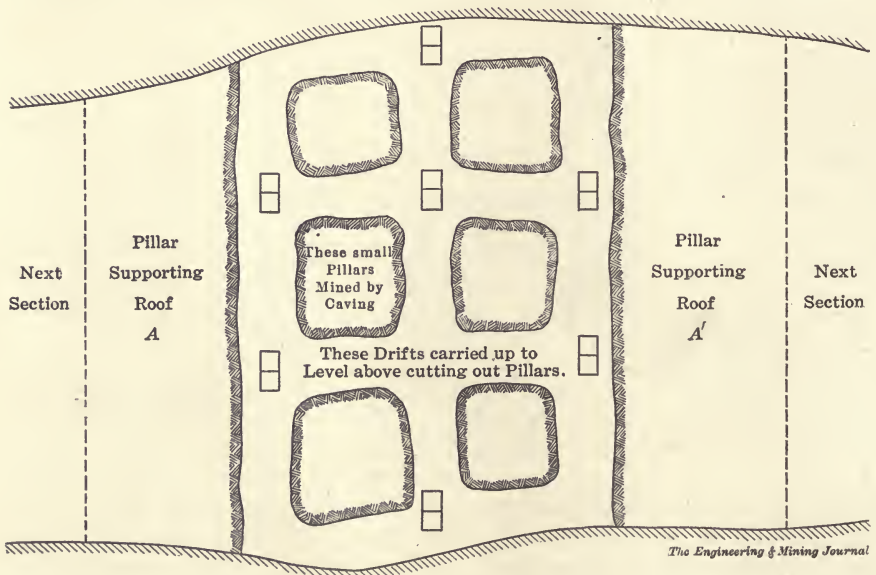 Next
Section
Pillar
Supporting
Roof
A
These small
Pillars
Mined by
Caving
These Drifts carried up to
Level above cutting out Pillars.
Pillar
Supporting
Roof
A'
Next
Section
The Engineering & Mining Journal